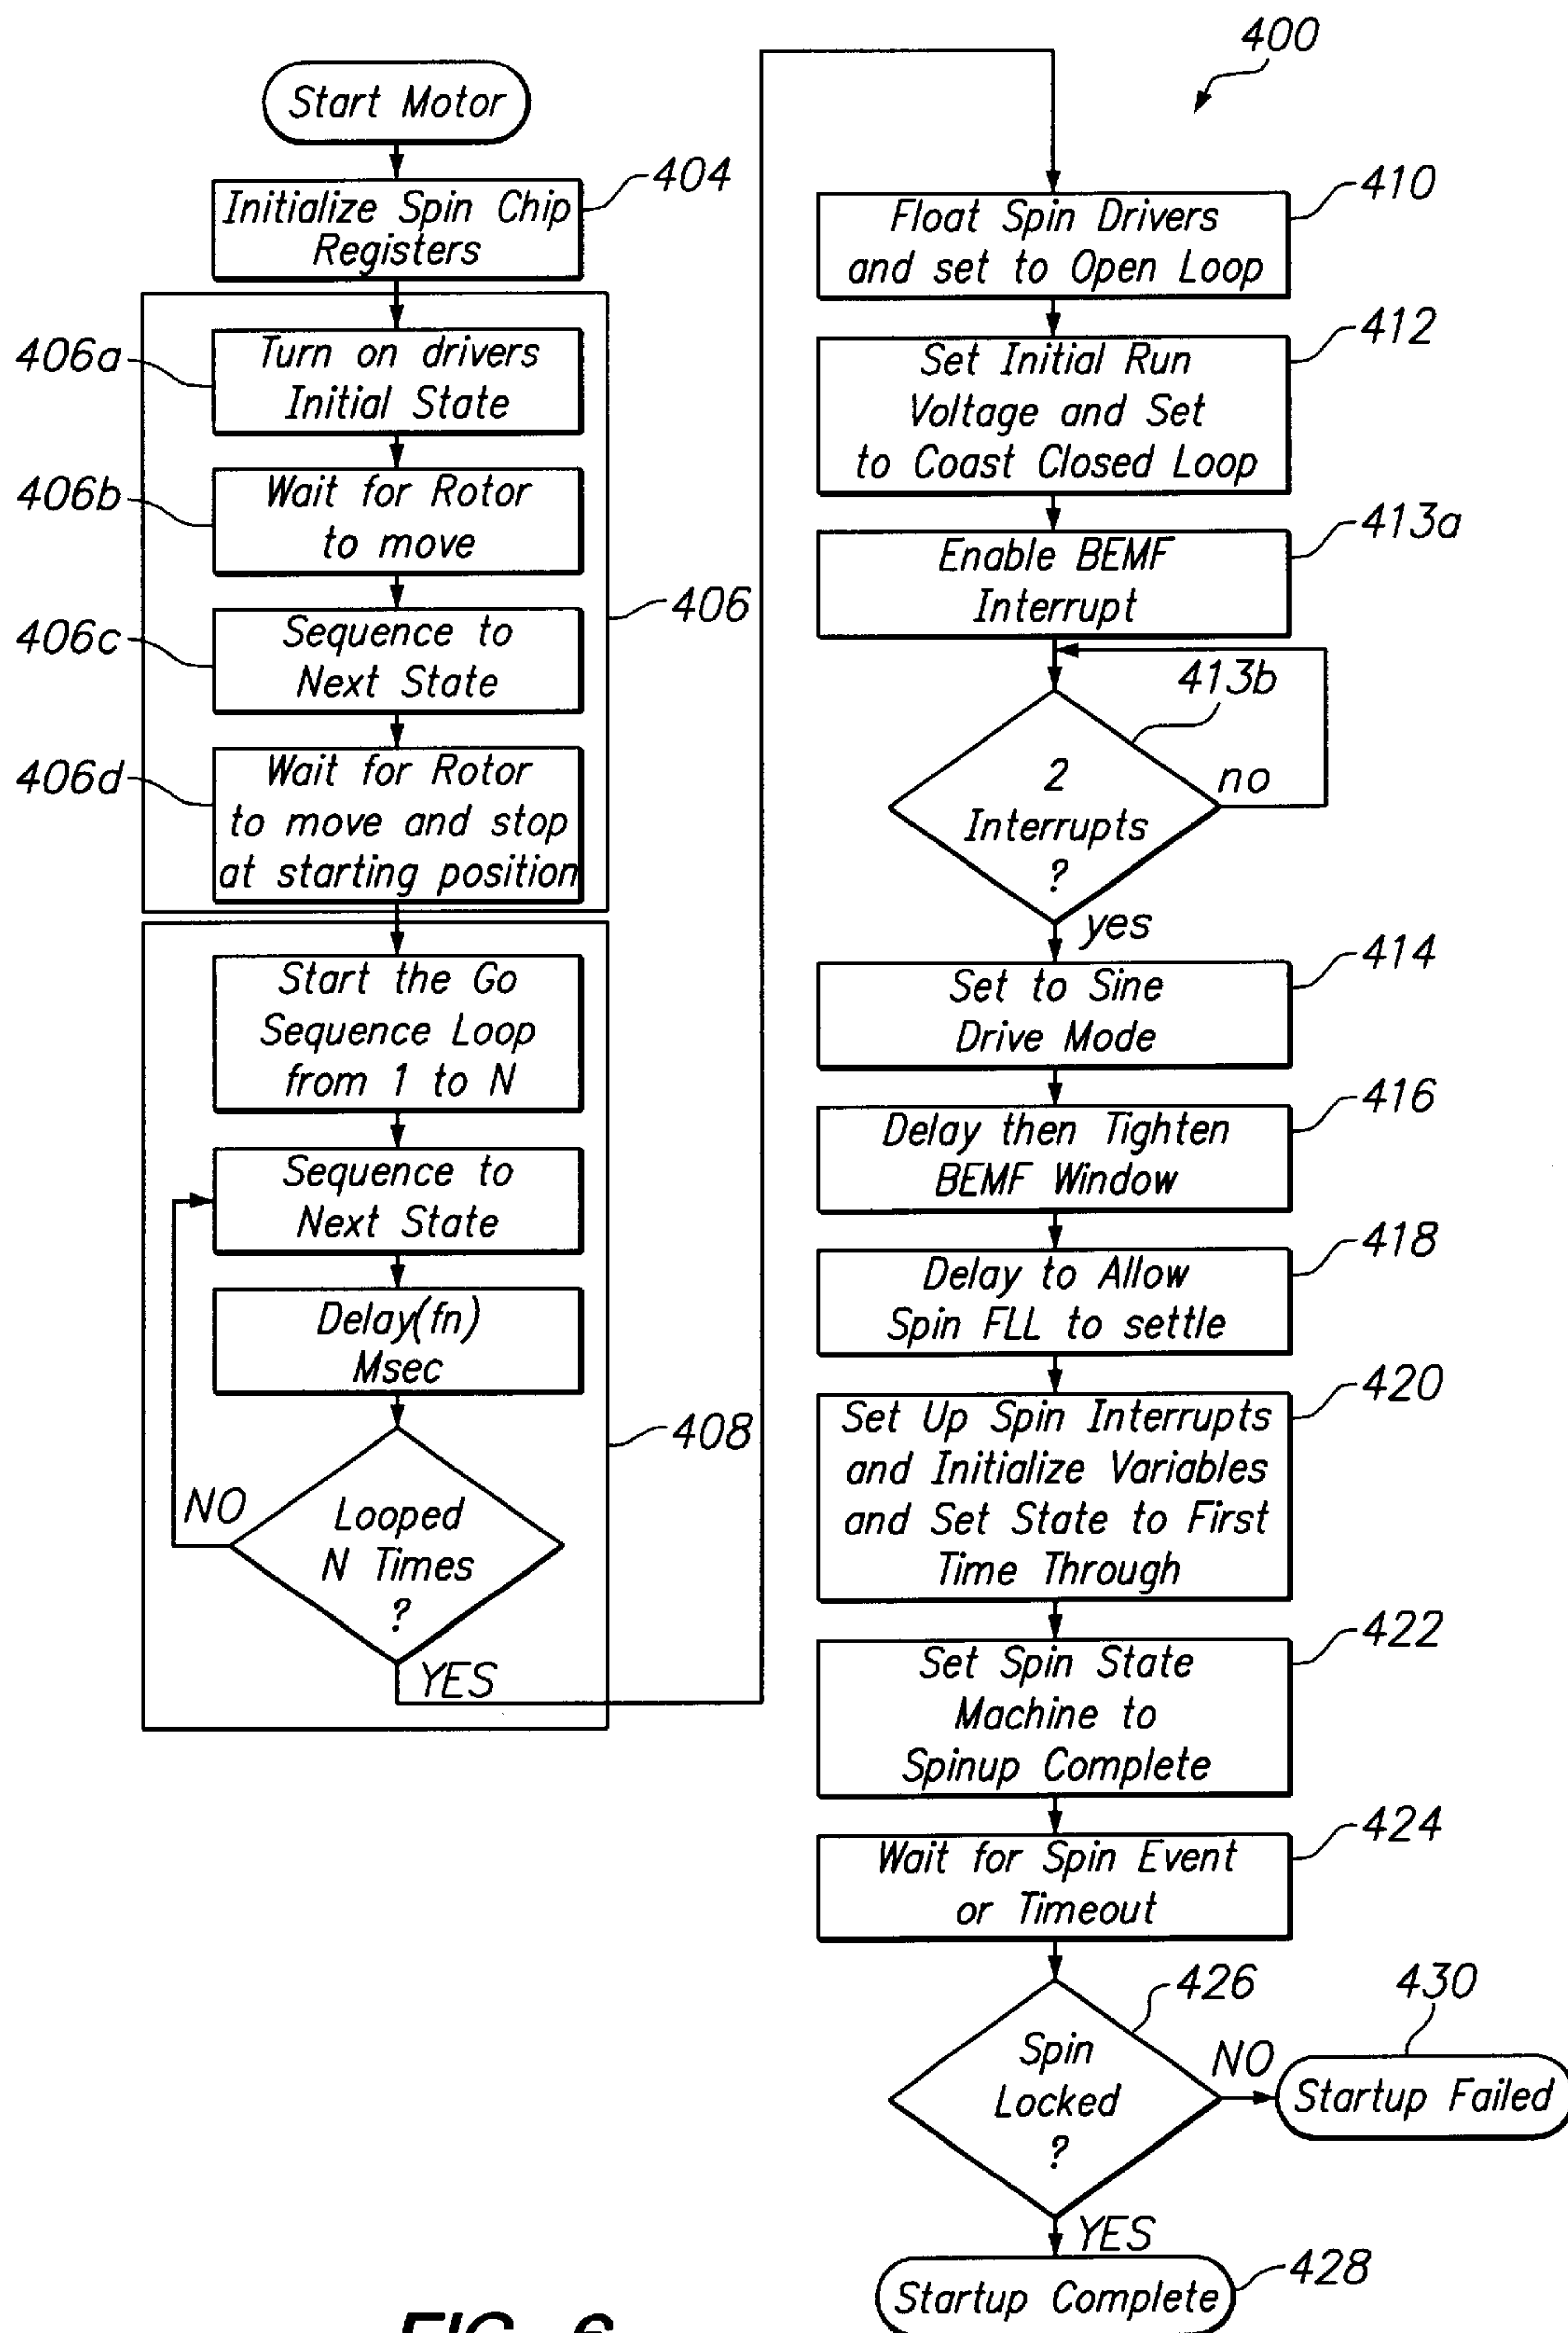 400
Start Motor
404
Initialize Spin Chip
Registers
406
406a
Turn on drivers
Initial State
406b
Wait for Rotor
to move
406c
Sequence to
Next State
406d
Wait for Rotor
to move and stop
at starting position
408
Start the Go
Sequence Loop
from 1 to N
Sequence to
Next State
Delay(fn)
Msec
Looped
N Times
?
NO
YES
410
Float Spin Drivers
and set to Open Loop
412
Set Initial Run
Voltage and Set
to Coast Closed Loop
413a
Enable BEMF
Interrupt
413b
2
Interrupts
?
no
yes
414
Set to Sine
Drive Mode
416
Delay then Tighten
BEMF Window
418
Delay to Allow
Spin FLL to settle
420
Set Up Spin Interrupts
and Initialize Variables
and Set State to First
Time Through
422
Set Spin State
Machine to
Spinup Complete
424
Wait for Spin Event
or Timeout
426
Spin
Locked
?
NO
430
Startup Failed
YES
428
Startup Complete
FIG. 6